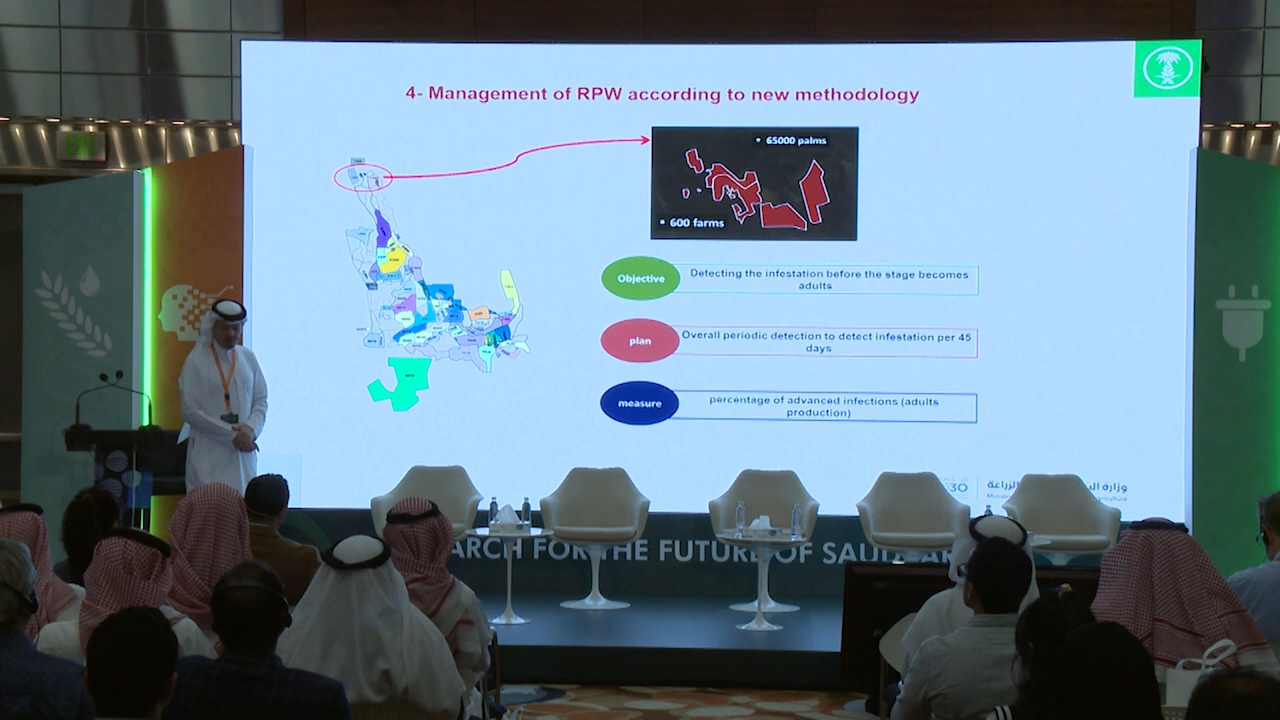 4- Management of RPW according to new methodology
▪ 65000 palms
▪ 600 farms
Objective
Detecting the infestation before the stage becomes
adults
plan
Overall periodic detection to detect infestation per 45
days
measure
percentage of advanced infections (adults
production)
EXIT
30
وزارة
الزراعة
ARCH FOR THE FUTURE OF SAUDI AR